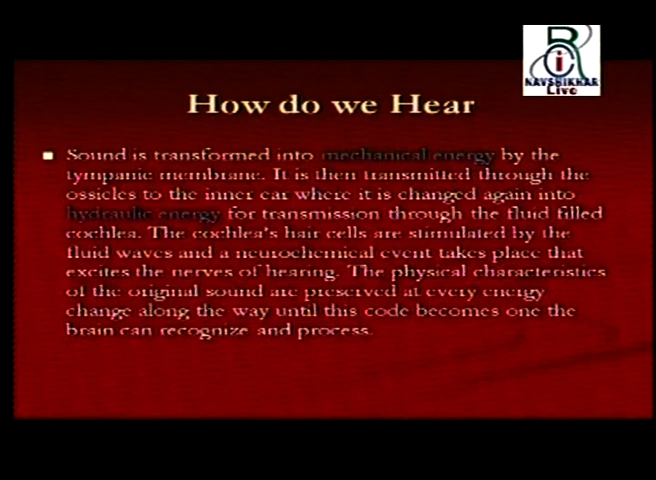 RCi
NAVSHIKHAR
Live
How do we Hear
Sound is transformed into mechanical energy by the
tympanic membrane. It is then transmitted through the
ossicles to the inner ear where it is changed again into
hydraulic energy for transmission through the fluid filled
cochlea. The cochlea's hair cells are stimulated by the
fluid waves and a neurochemical event takes place that
excites the nerves of hearing. The physical characteristics
of the original sound are preserved at every energy
change along the way until this code becomes one the
brain can recognize and process.